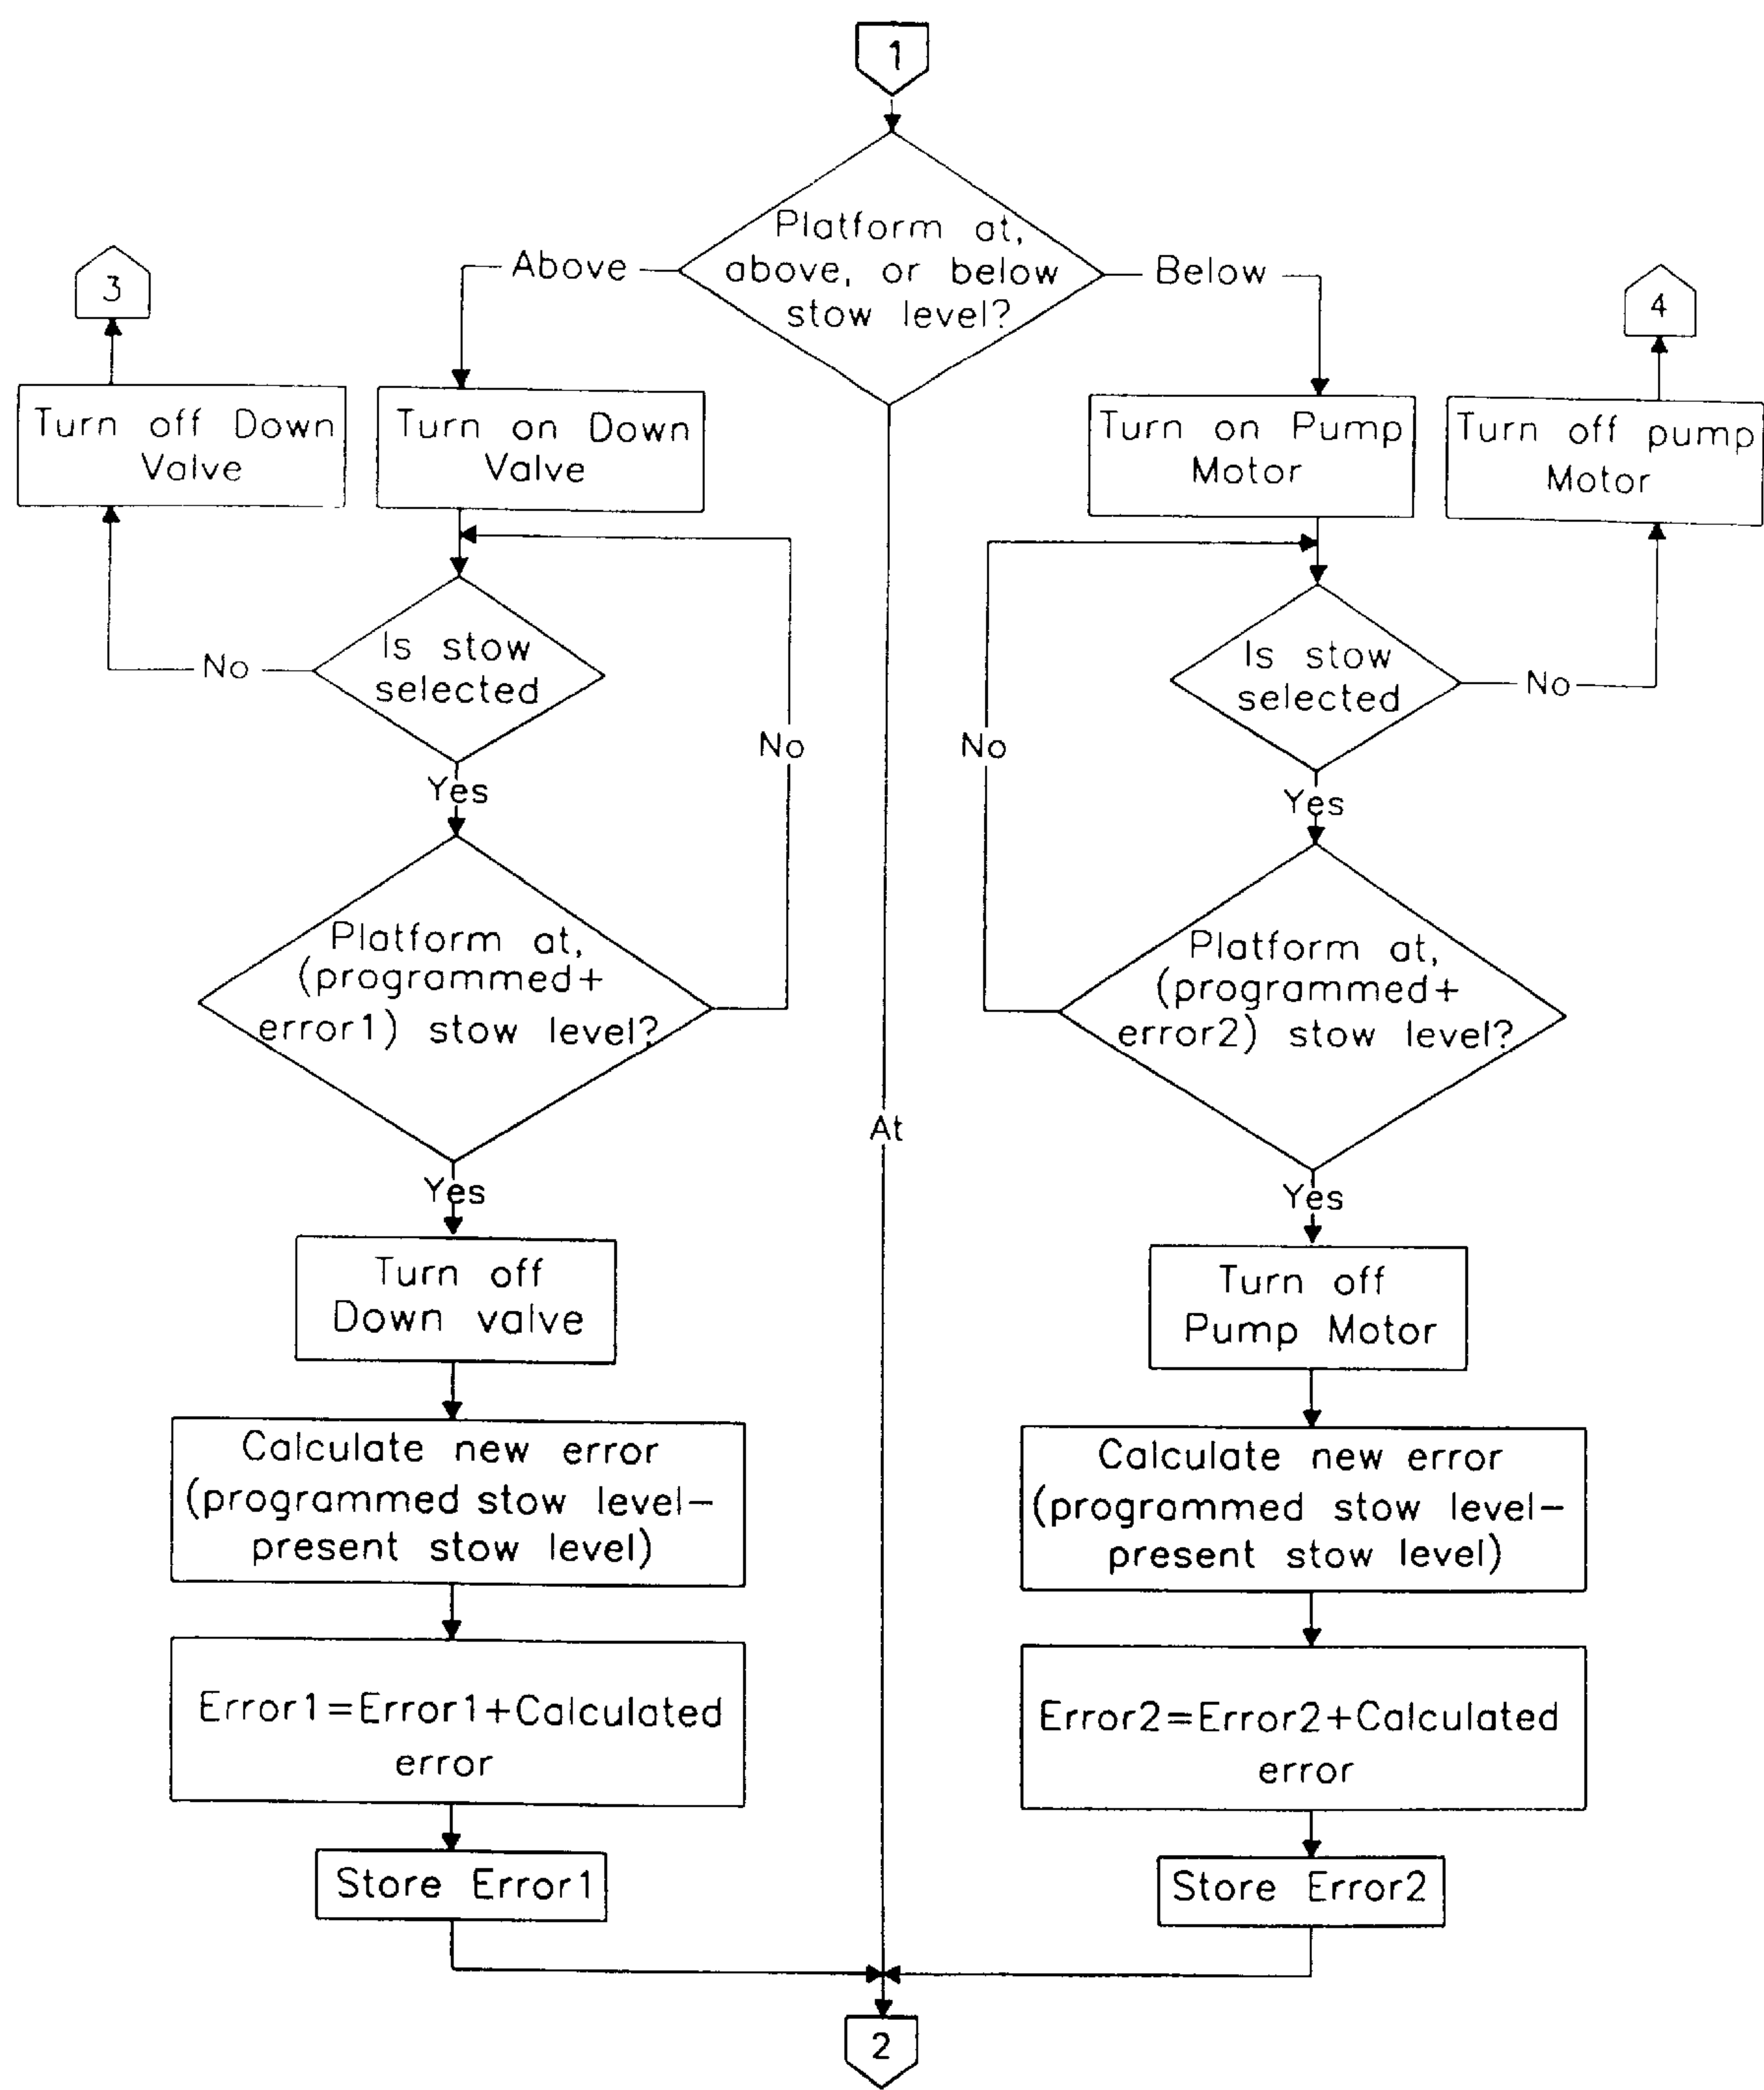 1
Platform at,
above, or below
stow level?
Above
Below
3
4
Turn off Down
Valve
Turn on Down
Valve
Turn on Pump
Motor
Turn off pump
Motor
Is stow
selected
No
Yes
No
Is stow
selected
No
Yes
No
Platform at,
(programmed+
error1) stow level?
Yes
Platform at,
(programmed+
error2) stow level?
Yes
At
Turn off
Down valve
Turn off
Pump Motor
Calculate new error
(programmed stow level-
present stow level)
Calculate new error
(programmed stow level-
present stow level)
Error1=Error1+Calculated
error
Error2=Error2+Calculated
error
Store Error1
Store Error2
2